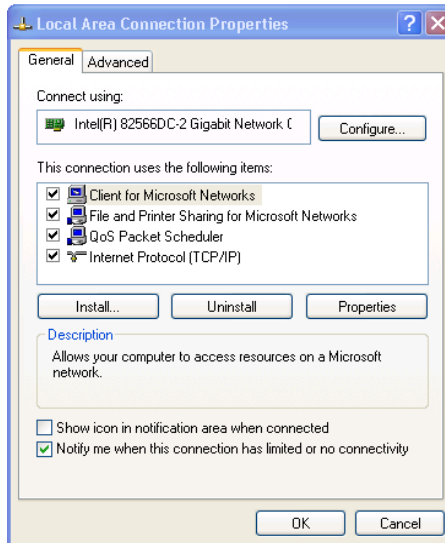 Local Area Connection Properties
General Advanced
Connect using:
Intel(R) 82566DC-2 Gigabit Network C
Configure...
This connection uses the following items:
Client for Microsoft Networks
File and Printer Sharing for Microsoft Networks
QoS Packet Scheduler
Internet Protocol (TCP/IP)
Install... Uninstall Properties
Description
Allows your computer to access resources on a Microsoft
network.
Show icon in notification area when connected
Notify me when this connection has limited or no connectivity
OK Cancel